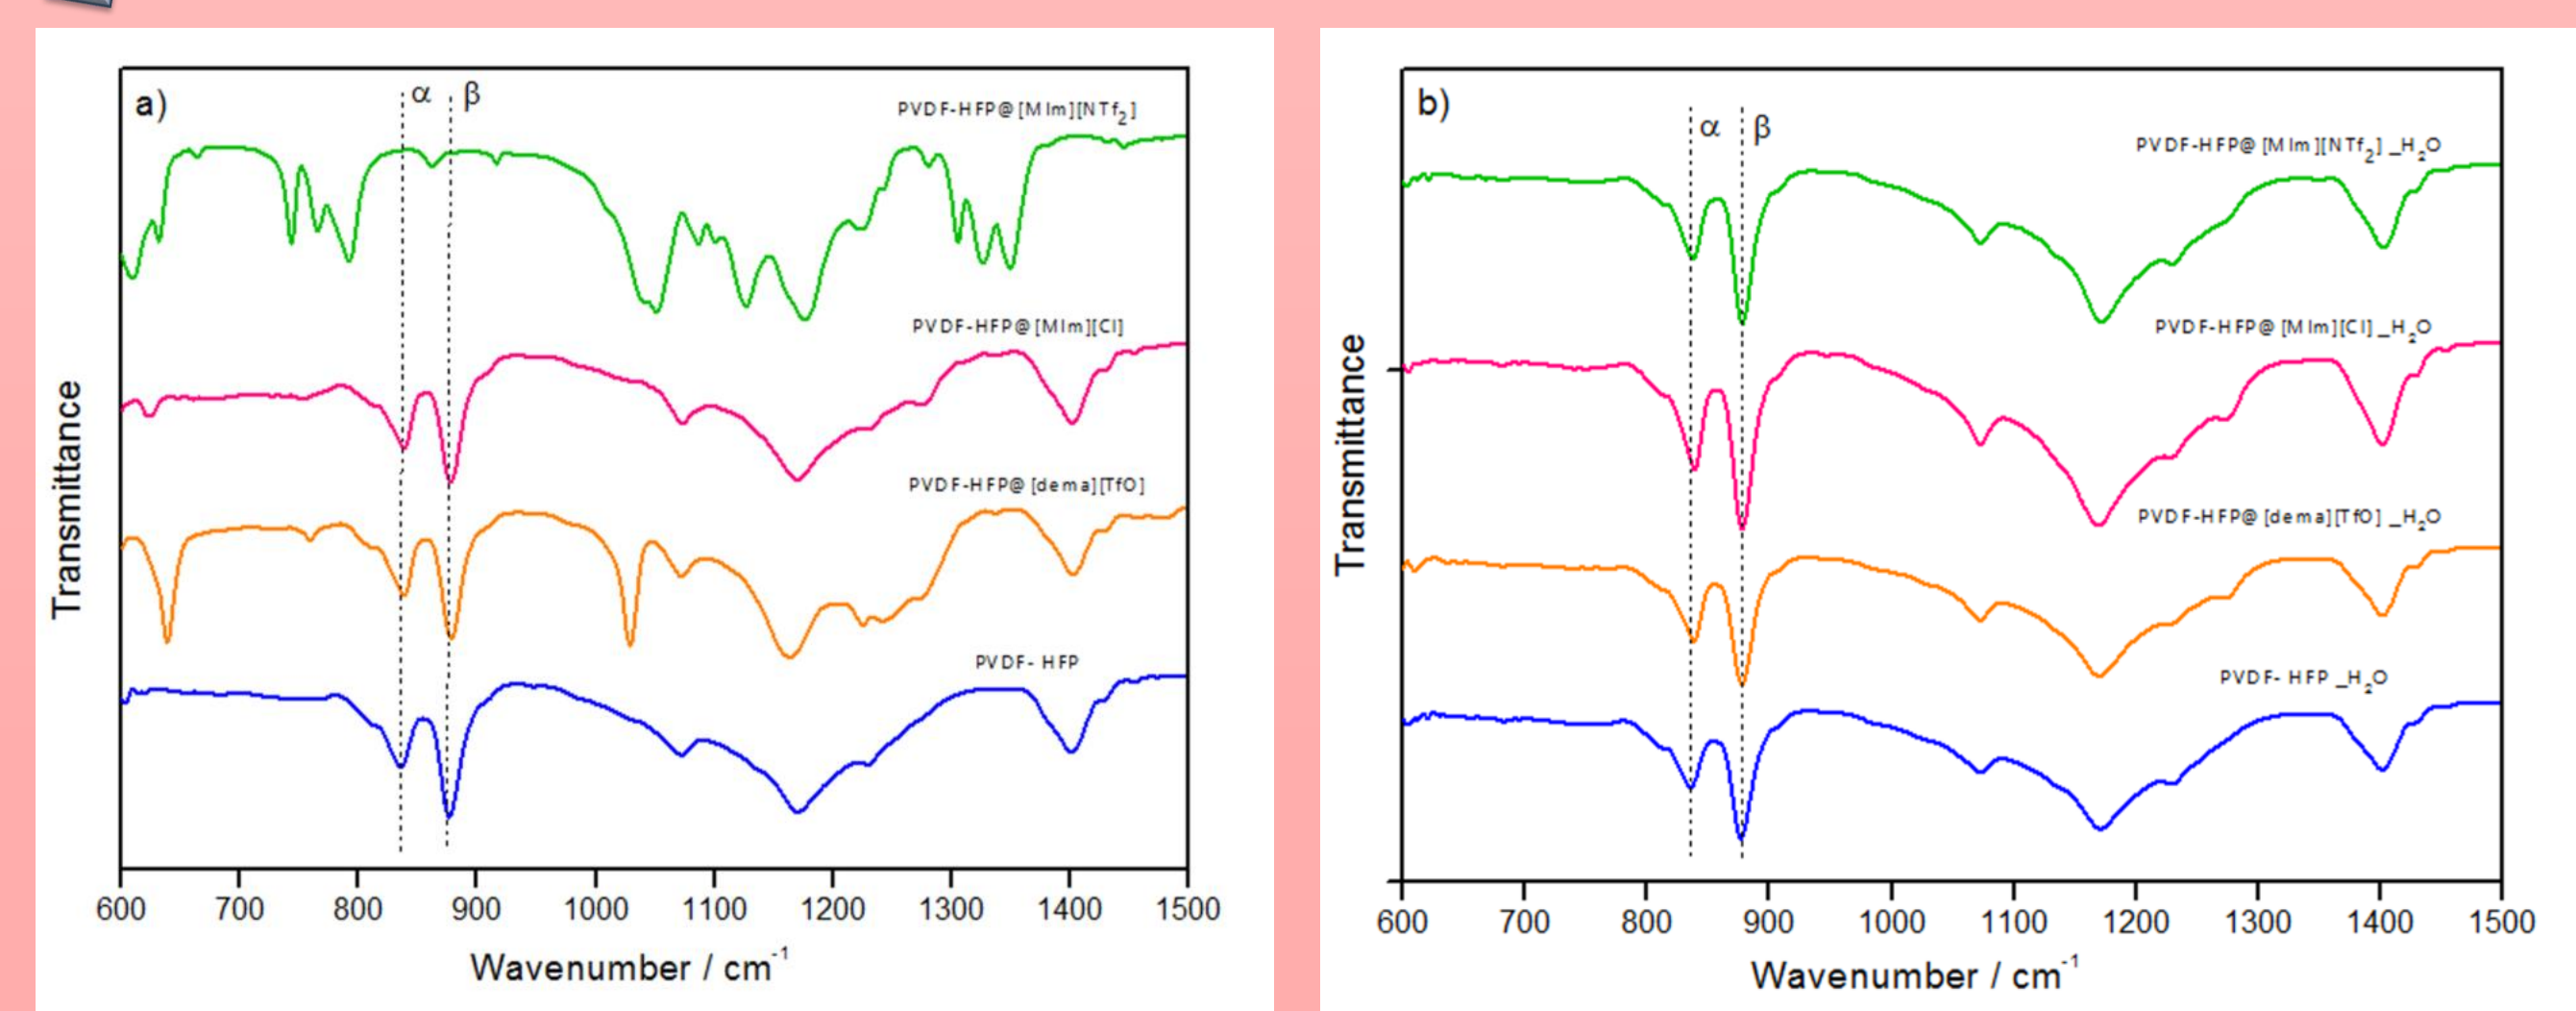 a)
α
β
PVDF-HFP@[MIm][NTf2]
PVDF-HFP@[MIm][Cl]
PVDF-HFP@[dema][TfO]
PVDF- HFP
Transmittance
600 700 800 900 1000 1100 1200 1300 1400 1500
Wavenumber / cm-1
b)
α
β
PVDF-HFP@[MIm][NTf2]_H2O
PVDF-HFP@[MIm][Cl]_H2O
PVDF-HFP@[dema][TfO]_H2O
PVDF- HFP_H2O
Transmittance
600 700 800 900 1000 1100 1200 1300 1400 1500
Wavenumber / cm-1